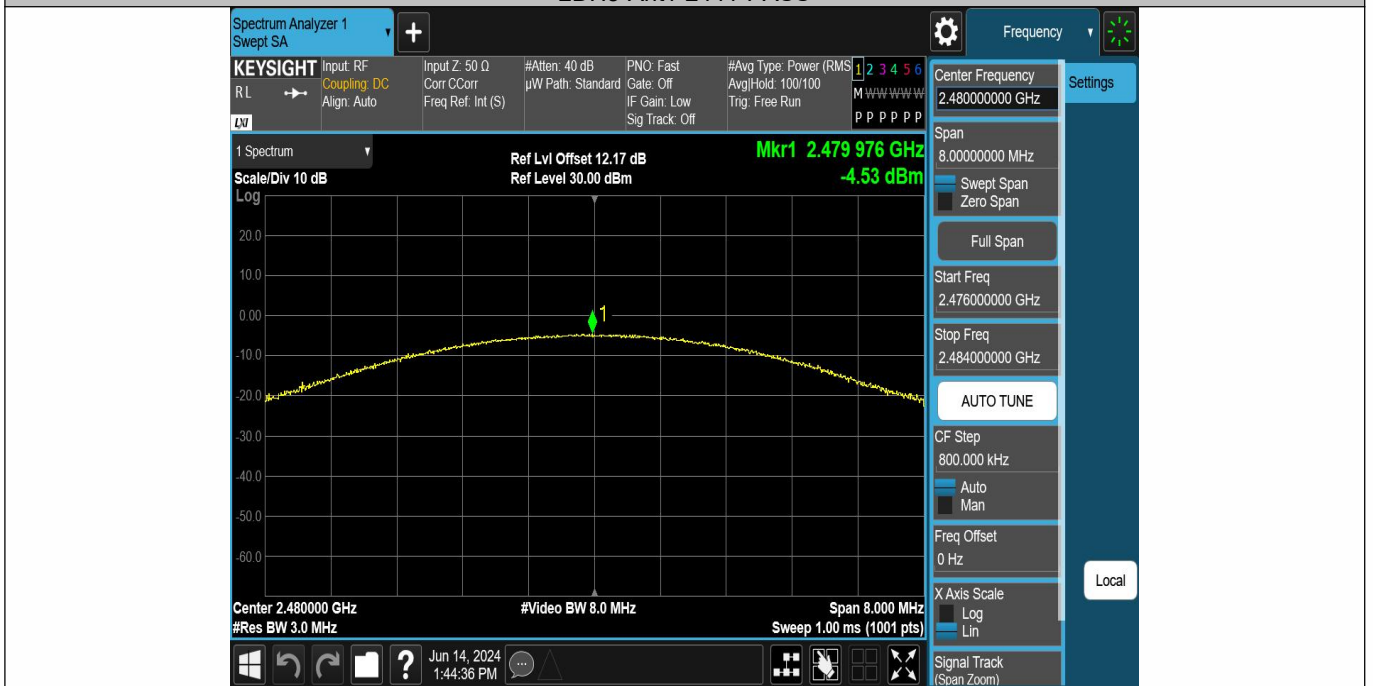 Spectrum Analyzer 1
Swept SA
+
Frequency
KEYSIGHT
RL
LXI
Input: RF
Coupling: DC
Align: Auto
Input Z: 50 Ω
Corr CCorr
Freq Ref: Int (S)
#Atten: 40 dB
µW Path: Standard
PNO: Fast
Gate: Off
IF Gain: Low
Sig Track: Off
#Avg Type: Power (RMS
Avg|Hold: 100/100
Trig: Free Run
1 2 3 4 5 6
M W W W W W
P P P P P P
Settings
Center Frequency
2.480000000 GHz
Span
8.00000000 MHz
Swept Span
Zero Span
Full Span
Start Freq
2.476000000 GHz
Stop Freq
2.484000000 GHz
AUTO TUNE
CF Step
800.000 kHz
Auto
Man
Freq Offset
0 Hz
X Axis Scale
Log
Lin
Signal Track
(Span Zoom)
Local
1 Spectrum
Scale/Div 10 dB
Ref Lvl Offset 12.17 dB
Ref Level 30.00 dBm
Mkr1 2.479 976 GHz
-4.53 dBm
Log
20.0
10.0
0.00
-10.0
-20.0
-30.0
-40.0
-50.0
-60.0
1
Center 2.480000 GHz
#Res BW 3.0 MHz
#Video BW 8.0 MHz
Span 8.000 MHz
Sweep 1.00 ms (1001 pts)
?
Jun 14, 2024
1:44:36 PM